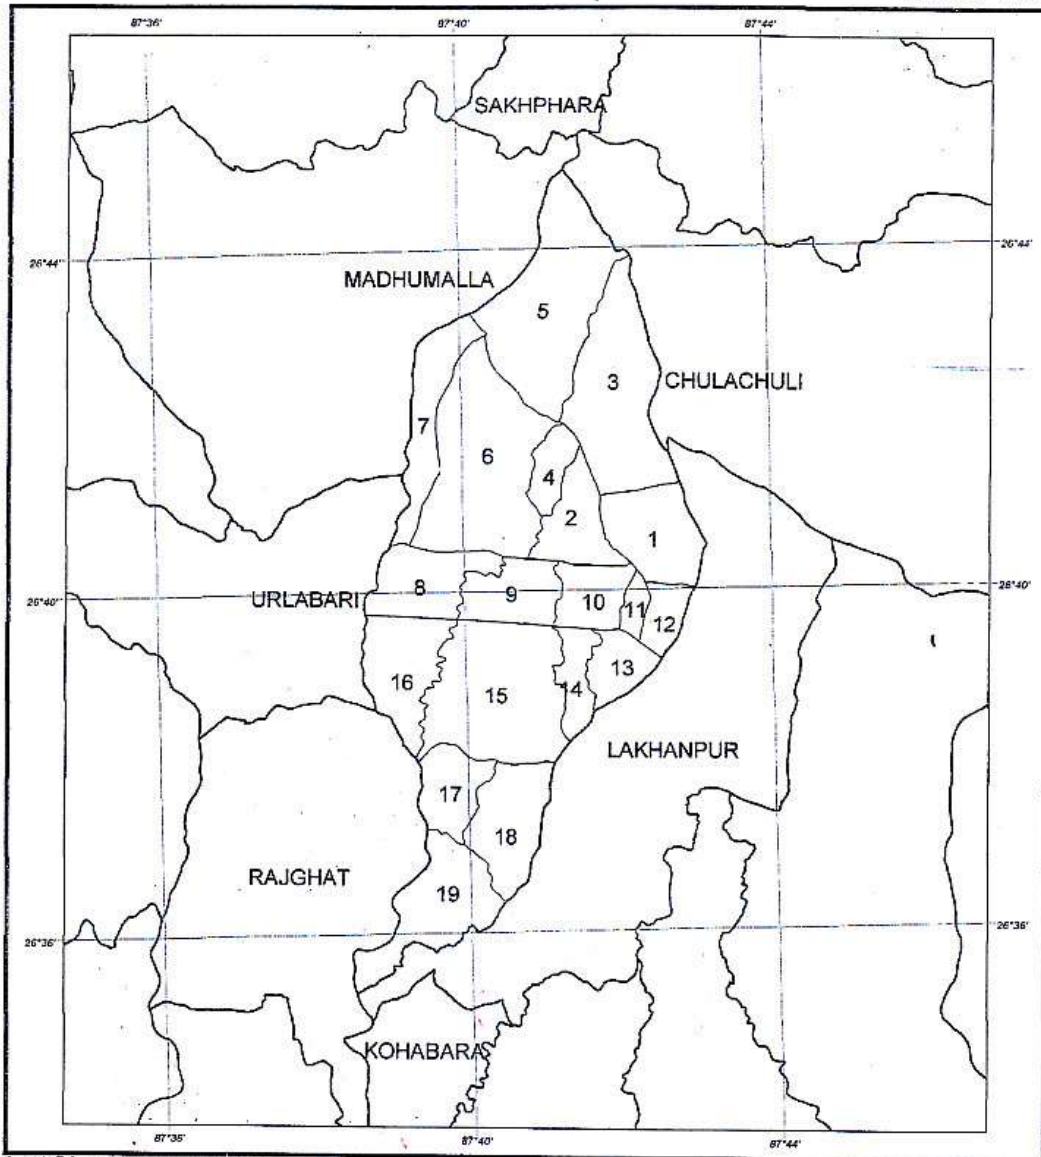 87°36' 87°40' 87°44'
SAKHPHARA
26°44' 26°44'
MADHUMALLA
5
3 CHULACHULI
7
6
4
2
1
8 9 10
26°40' URLABARI 11 26°40'
12
13
16 15 14
LAKHANPUR
17
18
RAJGHAT 19
26°36' 26°36'
KOHABARA
87°36' 87°40' 87°44'